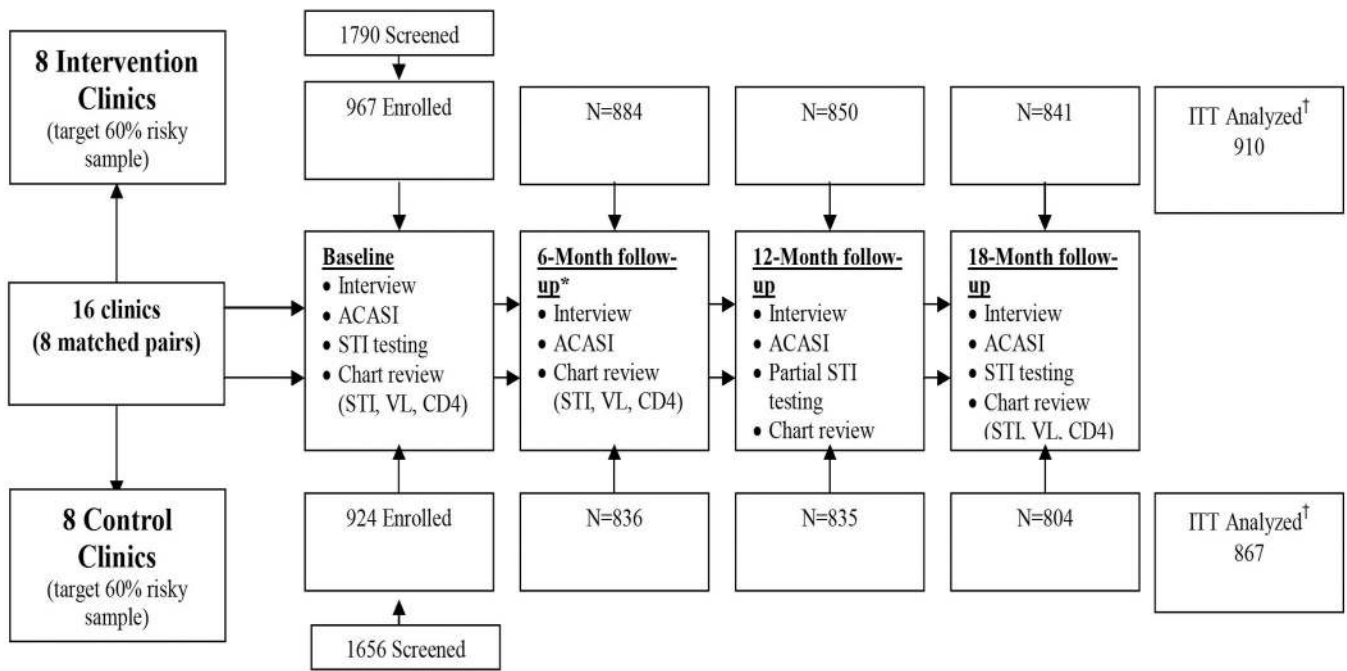 8 Intervention
Clinics
(target 60% risky
sample)
16 clinics
(8 matched pairs)
8 Control
Clinics
(target 60% risky
sample)
1790 Screened
967 Enrolled
N=884
N=850
N=841
ITT Analyzed†
910
Baseline
• Interview
• ACASI
• STI testing
• Chart review
(STI, VL, CD4)
6-Month follow-
up*
• Interview
• ACASI
• Chart review
(STI, VL, CD4)
12-Month follow-
up
• Interview
• ACASI
• Partial STI
testing
• Chart review
18-Month follow-
up
• Interview
• ACASI
• STI testing
• Chart review
(STI, VL, CD4)
924 Enrolled
N=836
N=835
N=804
ITT Analyzed†
867
1656 Screened